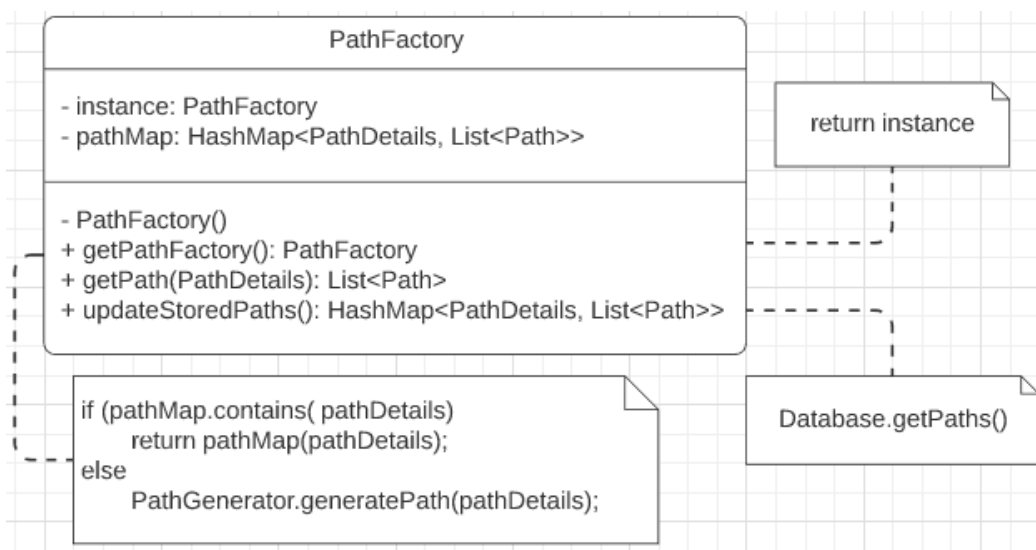 PathFactory
- instance: PathFactory
- pathMap: HashMap<PathDetails, List<Path>>
return instance
- PathFactory()
+ getPathFactory(): PathFactory
+ getPath(PathDetails): List<Path>
+ updateStoredPaths(): HashMap<PathDetails, List<Path>>
if (pathMap.contains( pathDetails)
return pathMap(pathDetails);
else
PathGenerator.generatePath(pathDetails);
Database.getPaths()